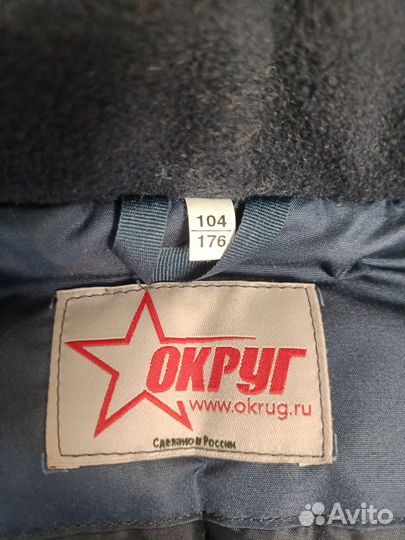 104
176
ОКРУГ
www.okrug.ru
Сделано в России
Avito